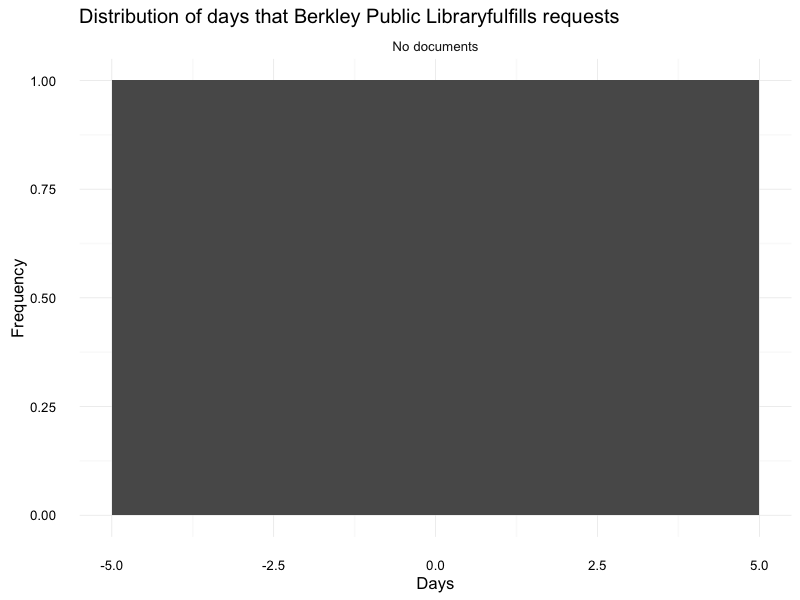 Distribution of days that Berkley Public Libraryfulfills requests
No documents
1.00
0.75
0.50
0.25
0.00
Frequency
-5.0 -2.5 0.0 2.5 5.0
Days